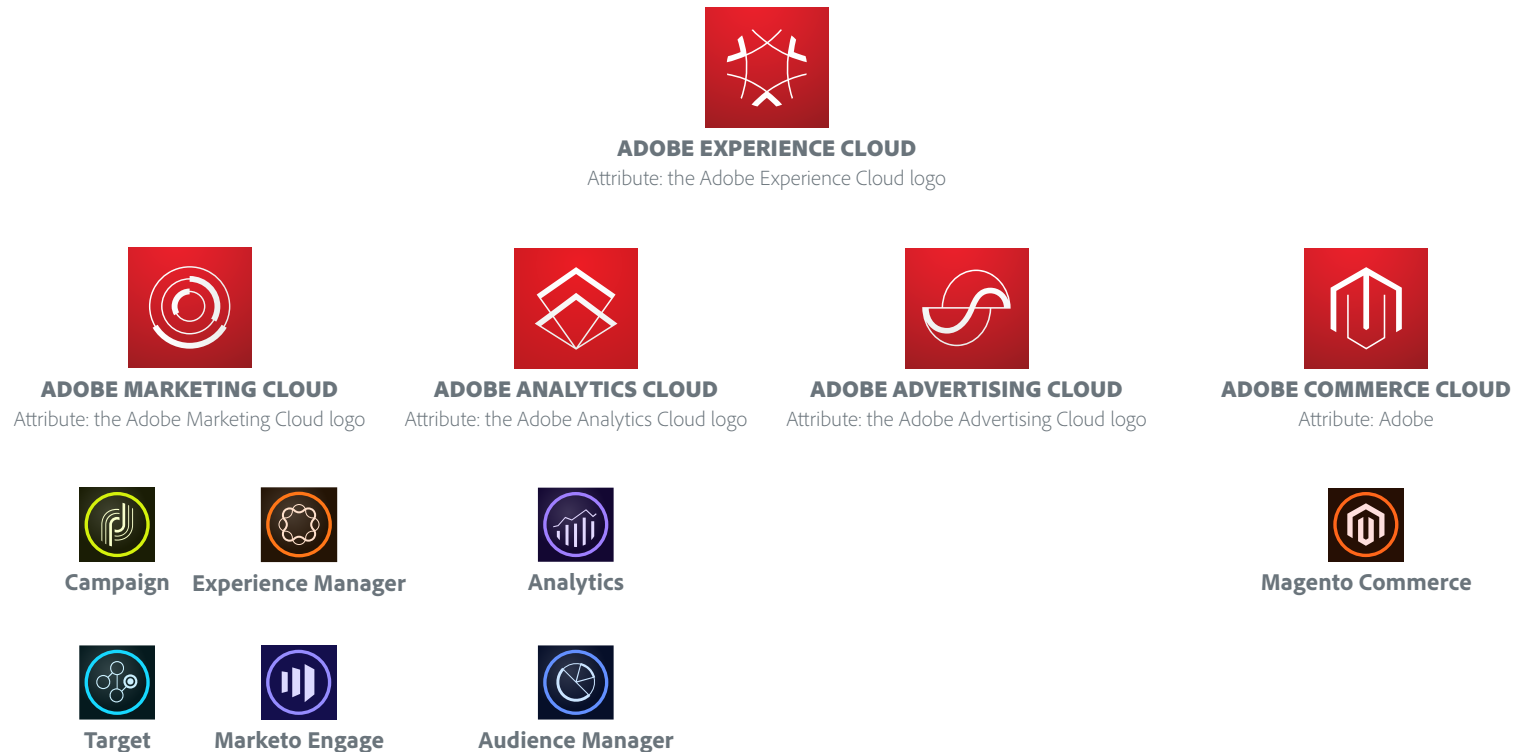 ADOBE EXPERIENCE CLOUD
Attribute: the Adobe Experience Cloud logo
ADOBE MARKETING CLOUD
Attribute: the Adobe Marketing Cloud logo
ADOBE ANALYTICS CLOUD
Attribute: the Adobe Analytics Cloud logo
ADOBE ADVERTISING CLOUD
Attribute: the Adobe Advertising Cloud logo
ADOBE COMMERCE CLOUD
Attribute: Adobe
Campaign
Experience Manager
Analytics
Magento Commerce
Target
Marketo Engage
Audience Manager